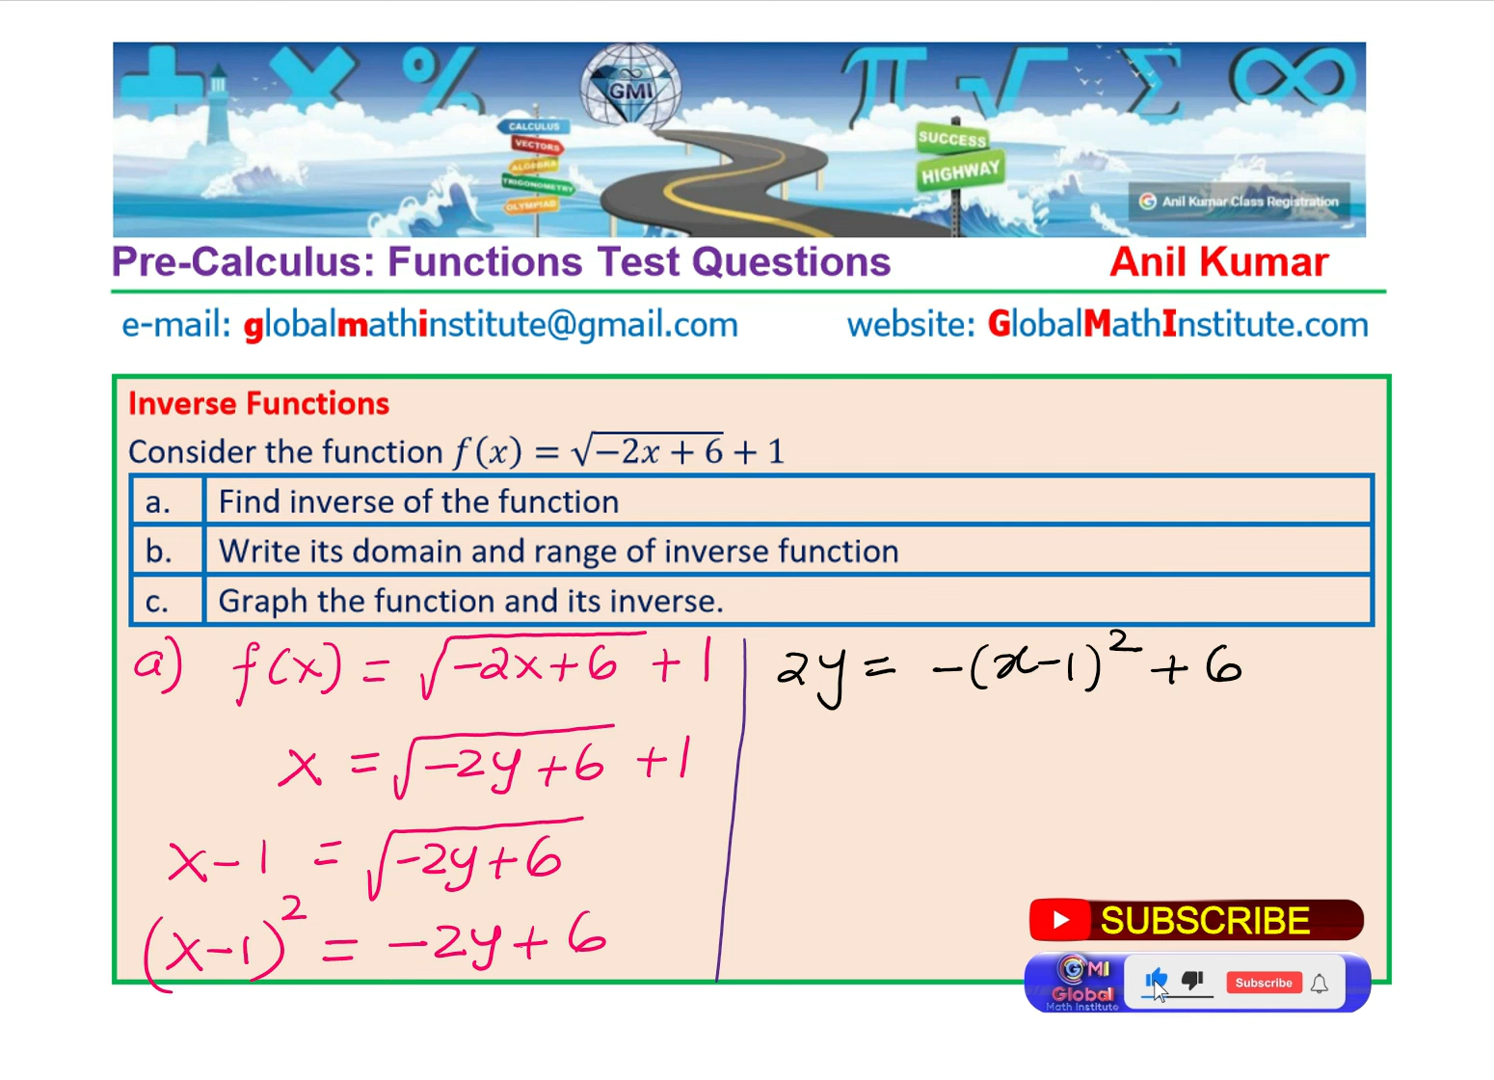 GMI
CALCULUS
VECTORS
ALGEBRA
TRIGONOMETRY
OLYMPIAD
SUCCESS
HIGHWAY
G Anil Kumar Class Registration
Pre-Calculus: Functions Test Questions Anil Kumar
e-mail: globalmathinstitute@gmail.com website: GlobalMathInstitute.com
Inverse Functions
Consider the function f(x) = √(-2x + 6) + 1
a. Find inverse of the function
b. Write its domain and range of inverse function
c. Graph the function and its inverse.
a) f(x) = √(-2x+6) + 1
x = √(-2y+6) + 1
x-1 = √(-2y+6)
(x-1)² = -2y+6
2y = -(x-1)² + 6
SUBSCRIBE
GMI
Global
Math Institute
Subscribe